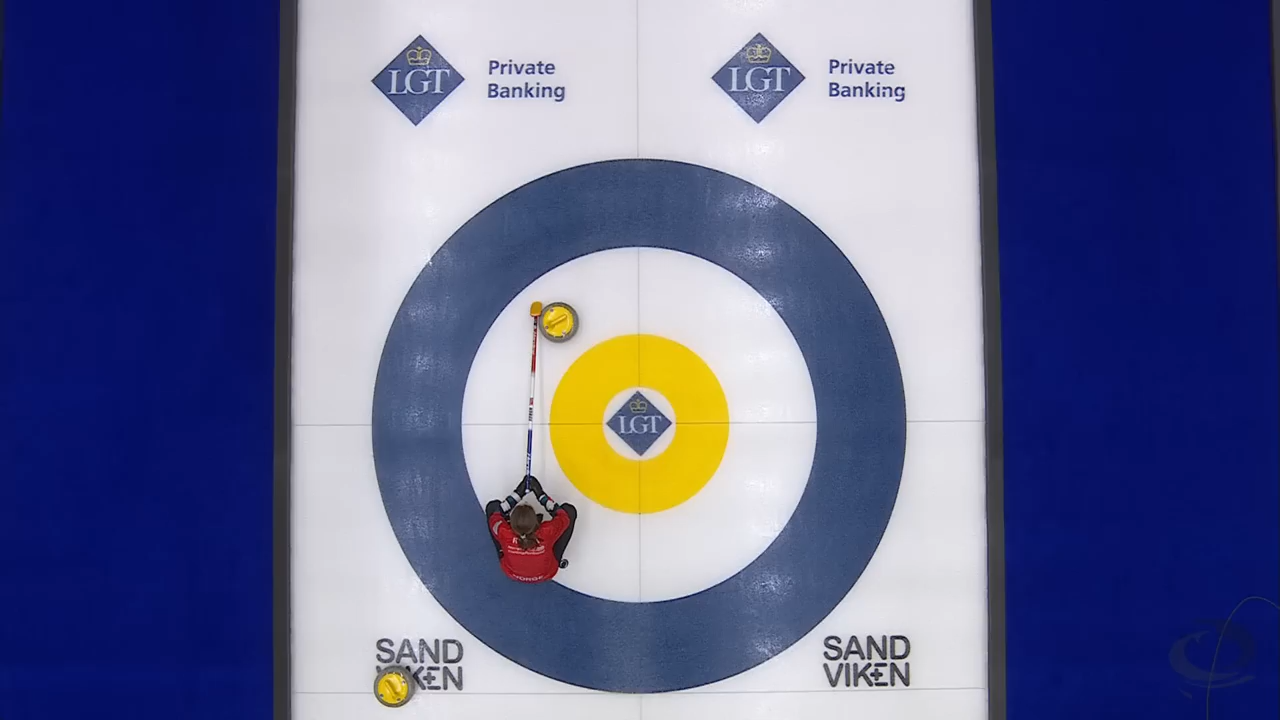 LGT
Private
Banking
LGT
Private
Banking
LGT
SAND
VIKEN
SAND
VIKEN